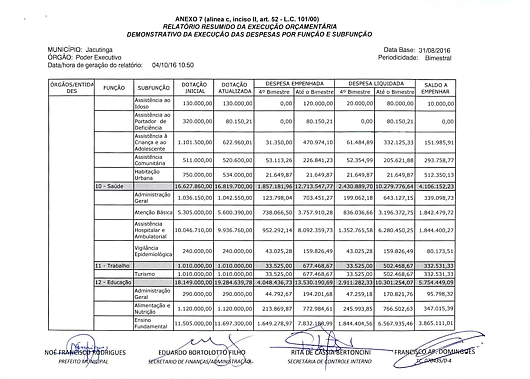 ANEXO 7 (alínea c, inciso II, art. 52 - L.C. 101/00)
RELATÓRIO RESUMIDO DA EXECUÇÃO ORÇAMENTÁRIA
DEMONSTRATIVO DA EXECUÇÃO DAS DESPESAS POR FUNÇÃO E SUBFUNÇÃO
MUNICÍPIO: Jacutinga Data Base: 31/08/2016
ÓRGÃO: Poder Executivo Periodicidade: Bimestral
Data/hora de geração do relatório: 04/10/16 10:50
ÓRGÃOS/ENTIDADES FUNÇÃO SUBFUNÇÃO DOTAÇÃO INICIAL DOTAÇÃO ATUALIZADA DESPESA EMPENHADA DESPESA LIQUIDADA SALDO A EMPENHAR
4º Bimestre Até o Bimestre 4º Bimestre Até o Bimestre
Assistência ao Idoso 130.000,00 130.000,00 0,00 120.000,00 20.000,00 80.000,00 10.000,00
Assistência ao Portador de Deficiência 320.000,00 80.150,21 0,00 80.150,21 0,00 80.150,21 0,00
Assistência à Criança e ao Adolescente 1.101.500,00 622.960,01 31.350,00 470.974,10 61.484,89 332.125,33 151.985,91
Assistência Comunitária 511.000,00 520.600,00 53.113,26 226.841,23 52.354,99 205.621,88 293.758,77
Habitação Urbana 750.000,00 534.000,00 21.649,87 21.649,87 21.649,87 21.649,87 512.350,13
10 - Saúde 16.627.860,00 16.819.700,00 1.857.181,96 12.713.547,77 2.430.889,70 10.279.776,64 4.106.152,23
Administração Geral 1.036.150,00 1.042.550,00 123.798,04 703.451,27 199.062,18 643.127,15 339.098,73
Atenção Básica 5.305.000,00 5.600.390,00 738.066,50 3.757.910,28 836.036,66 3.196.372,75 1.842.479,72
Assistência Hospitalar e Ambulatorial 10.046.710,00 9.936.760,00 952.292,14 8.092.359,73 1.352.765,58 6.280.450,25 1.844.400,27
Vigilância Epidemiológica 240.000,00 240.000,00 43.025,28 159.826,49 43.025,28 159.826,49 80.173,51
11 - Trabalho 1.010.000,00 1.010.000,00 33.525,00 677.468,67 33.525,00 502.468,67 332.531,33
Turismo 1.010.000,00 1.010.000,00 33.525,00 677.468,67 33.525,00 502.468,67 332.531,33
12 - Educação 18.149.000,00 19.284.639,78 4.048.436,73 13.530.190,69 2.911.282,33 10.301.254,07 5.754.449,09
Administração Geral 290.000,00 290.000,00 44.792,67 194.201,68 47.259,18 170.821,76 95.798,32
Alimentação e Nutrição 1.120.000,00 1.120.000,00 213.869,87 772.984,61 245.993,85 766.502,63 347.015,39
Ensino Fundamental 11.505.000,00 11.697.300,00 1.649.278,97 7.832.188,99 1.844.404,56 6.567.935,46 3.865.111,01
NOÉ FRANCISCO RODRIGUES EDUARDO BORTOLOTTO FILHO RITA DE CÁSSIA BERTONCINI FRANCISCO AP. DOMINGUES
PREFEITO MUNICIPAL SECRETARIO DE FINANÇAS/ADMINISTRAÇÃO SECRETÁRIA DE CONTROLE INTERNO